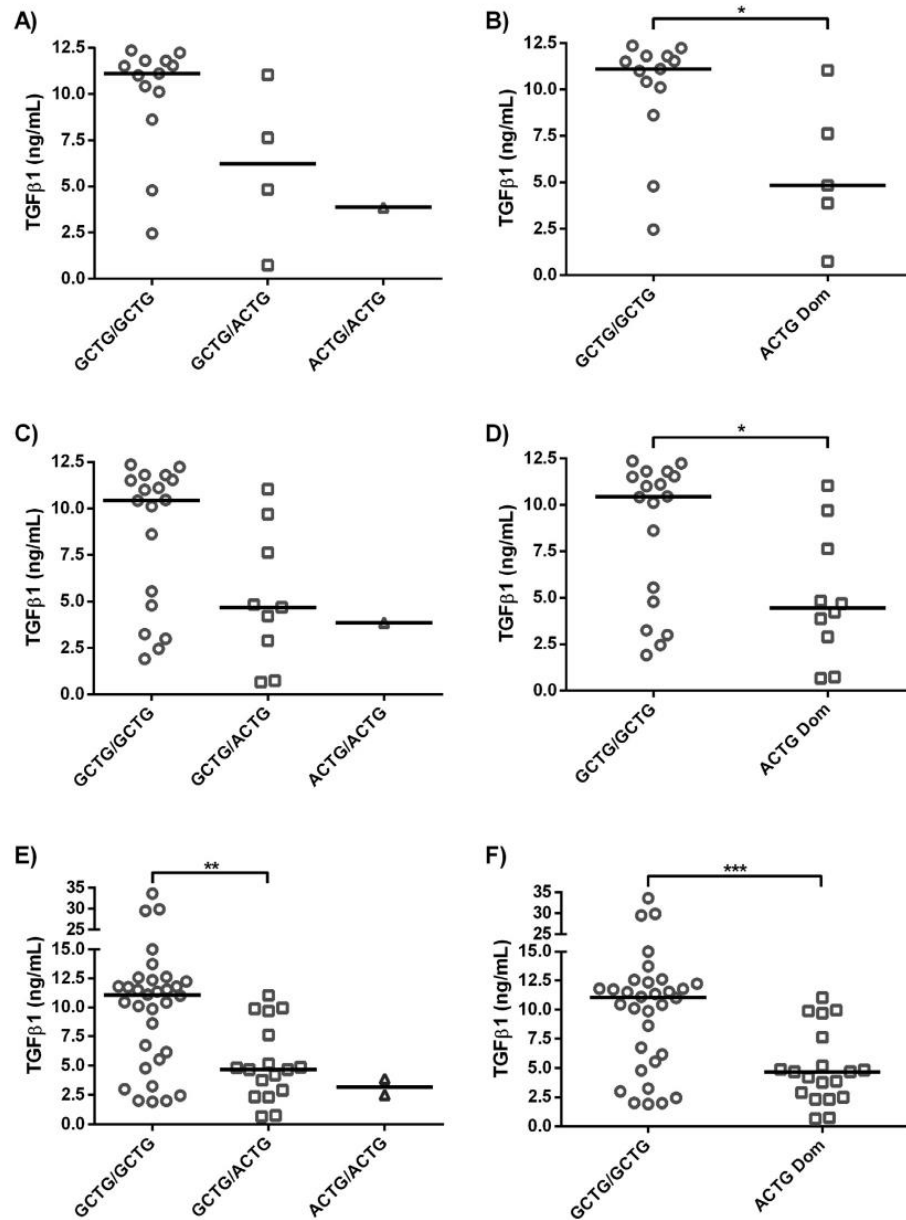 A)
TGFβ1 (ng/mL)
12.5
10.0
7.5
5.0
2.5
0.0
GCTG/GCTG
GCTG/ACTG
ACTG/ACTG
B)
*
TGFβ1 (ng/mL)
12.5
10.0
7.5
5.0
2.5
0.0
GCTG/GCTG
ACTG Dom
C)
TGFβ1 (ng/mL)
12.5
10.0
7.5
5.0
2.5
0.0
GCTG/GCTG
GCTG/ACTG
ACTG/ACTG
D)
*
TGFβ1 (ng/mL)
12.5
10.0
7.5
5.0
2.5
0.0
GCTG/GCTG
ACTG Dom
E)
**
TGFβ1 (ng/mL)
35
30
25
15.0
12.5
10.0
7.5
5.0
2.5
0.0
GCTG/GCTG
GCTG/ACTG
ACTG/ACTG
F)
***
TGFβ1 (ng/mL)
35
30
25
15.0
12.5
10.0
7.5
5.0
2.5
0.0
GCTG/GCTG
ACTG Dom